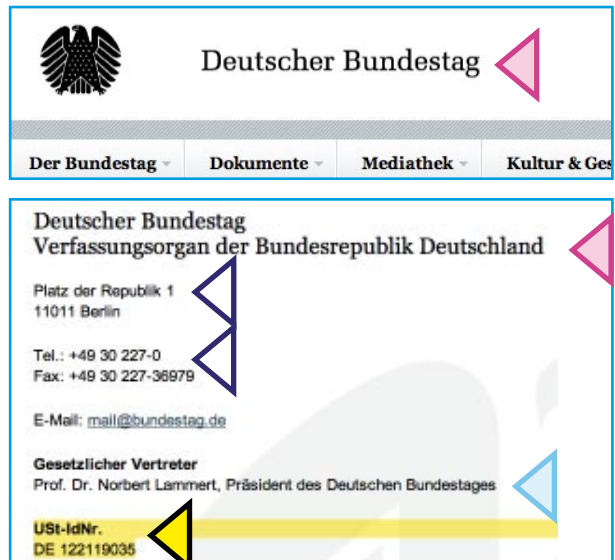 Deutscher Bundestag
Der Bundestag Dokumente Mediathek Kultur & Ges
Deutscher Bundestag
Verfassungsorgan der Bundesrepublik Deutschland
Platz der Republik 1
11011 Berlin
Tel.: +49 30 227-0
Fax: +49 30 227-36979
E-Mail: mail@bundestag.de
Gesetzlicher Vertreter
Prof. Dr. Norbert Lammert, Präsident des Deutschen Bundestages
USt-IdNr.
DE 122119035